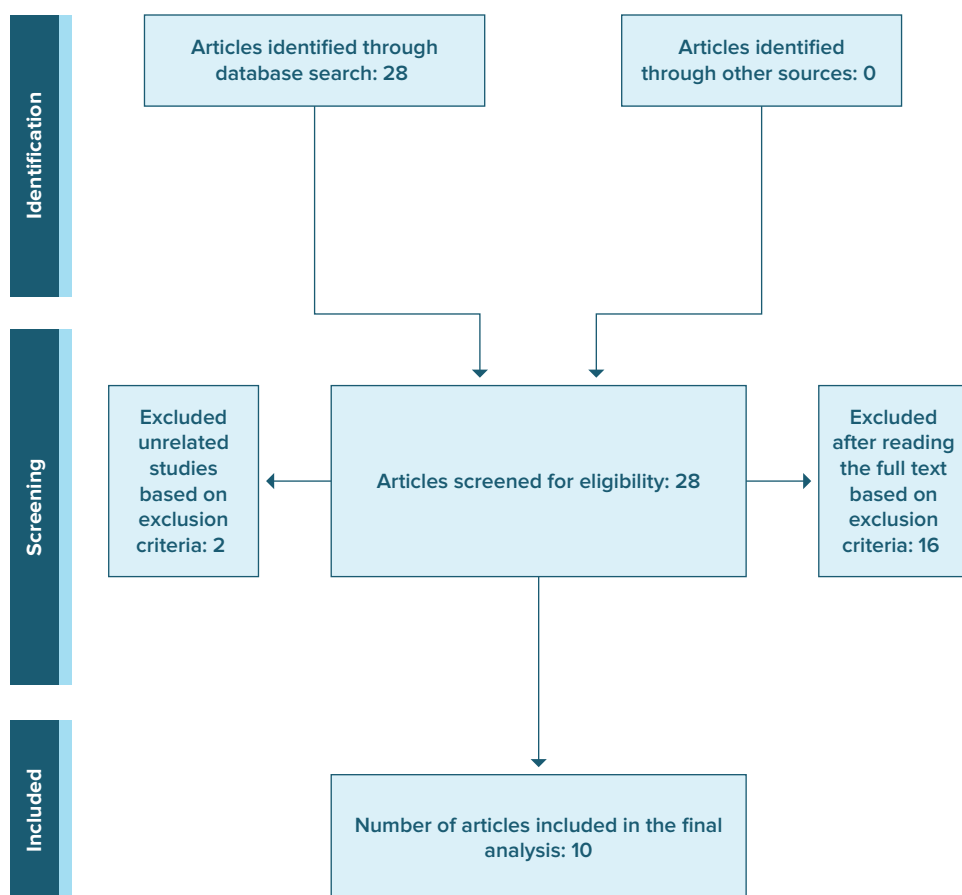 Identification
Articles identified through
database search: 28
Articles identified
through other sources: 0
Screening
Excluded
unrelated
studies
based on
exclusion
criteria: 2
Articles screened for eligibility: 28
Excluded
after reading
the full text
based on
exclusion
criteria: 16
Included
Number of articles included in the final
analysis: 10